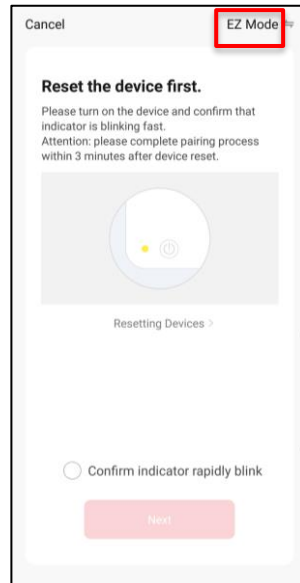 Cancel EZ Mode
Reset the device first.
Please turn on the device and confirm that
indicator is blinking fast.
Attention: please complete pairing process
within 3 minutes after device reset.
Resetting Devices >
Confirm indicator rapidly blink
Next